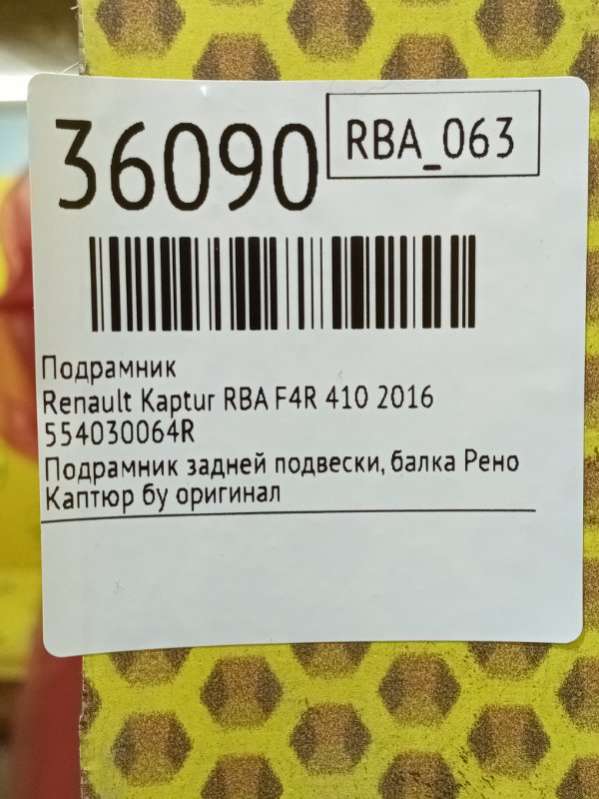 36090
RBA_063
Подрамник
Renault Kaptur RBA F4R 410 2016
554030064R
Подрамник задней подвески, балка Рено
Каптюр бу оригинал